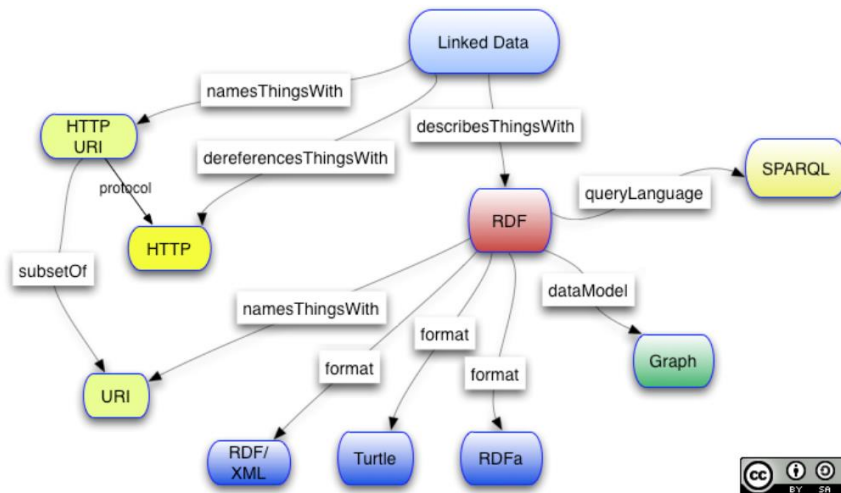 Linked Data
namesThingsWith
HTTP
URI
describesThingsWith
dereferencesThingsWith
protocol
SPARQL
queryLanguage
RDF
HTTP
subsetOf
dataModel
namesThingsWith
format
Graph
format
format
URI
RDF/
XML
Turtle
RDFa
cc
BY SA